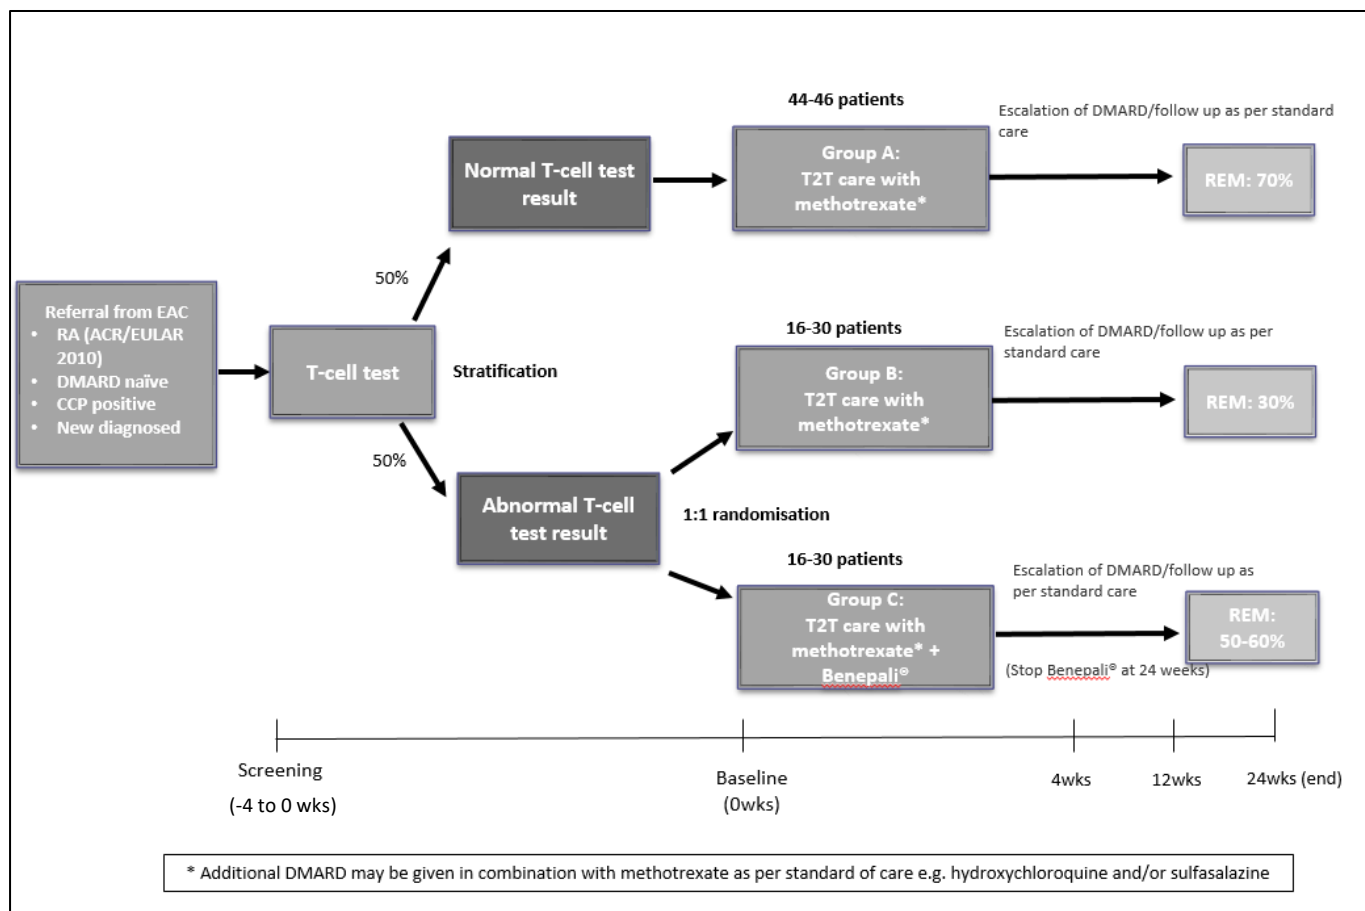 44-46 patients
Escalation of DMARD/follow up as per standard
care
Normal T-cell test
result
Group A:
T2T care with
methotrexate*
REM: 70%
50%
Referral from EAC
• RA (ACR/EULAR
2010)
• DMARD naïve
• CCP positive
• New diagnosed
T-cell test
Stratification
16-30 patients
Escalation of DMARD/follow up as per
standard care
Group B:
T2T care with
methotrexate*
REM: 30%
50%
Abnormal T-cell
test result
1:1 randomisation
16-30 patients
Escalation of DMARD/follow up as
per standard care
Group C:
T2T care with
methotrexate* +
Benepali®
REM:
50-60%
(Stop Benepali® at 24 weeks)
Screening
(-4 to 0 wks)
Baseline
(0wks)
4wks
12wks
24wks (end)
* Additional DMARD may be given in combination with methotrexate as per standard of care e.g. hydroxychloroquine and/or sulfasalazine